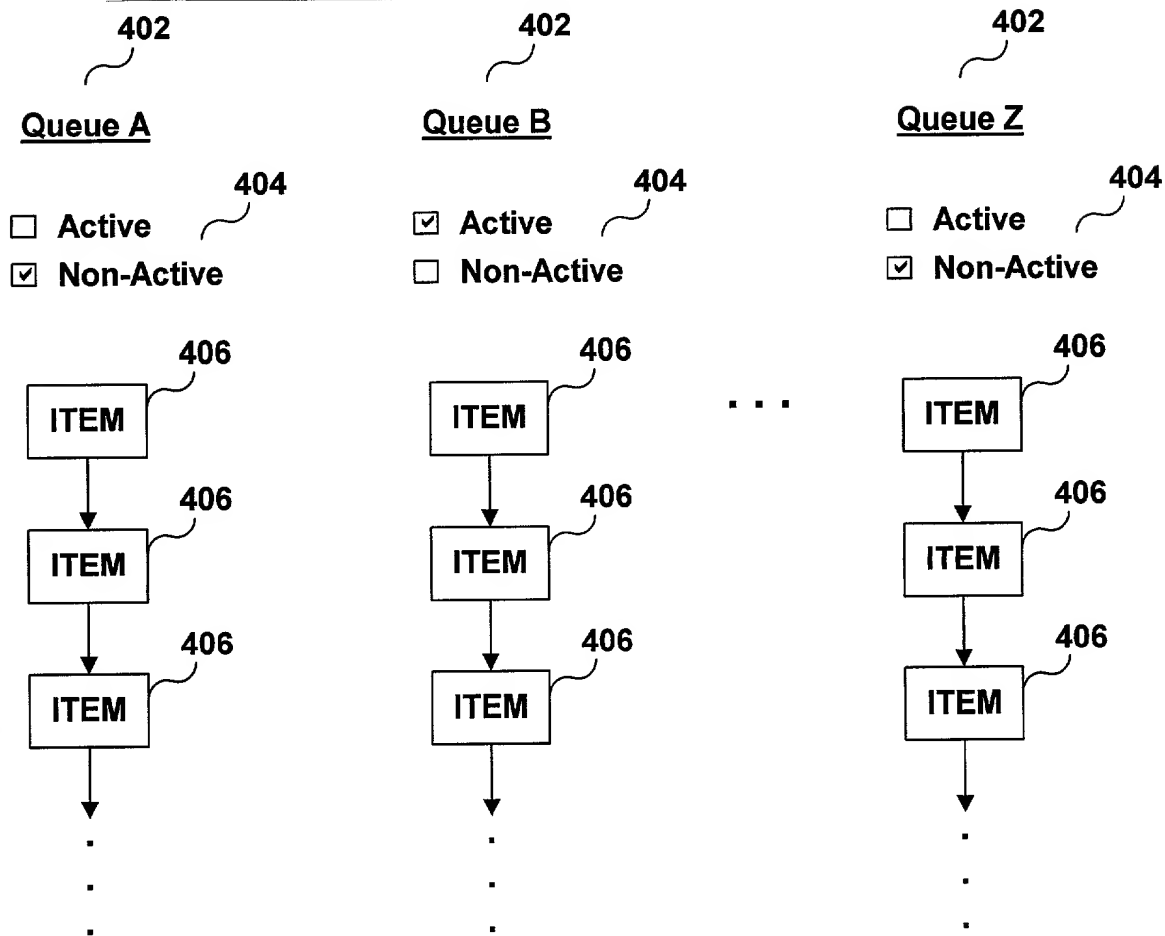 402 402 402
Queue A Queue B Queue Z
404 404 404
Active Active Active
Non-Active Non-Active Non-Active
406 406 406
ITEM ITEM ... ITEM
406 406 406
ITEM ITEM ITEM
406 406 406
ITEM ITEM ITEM